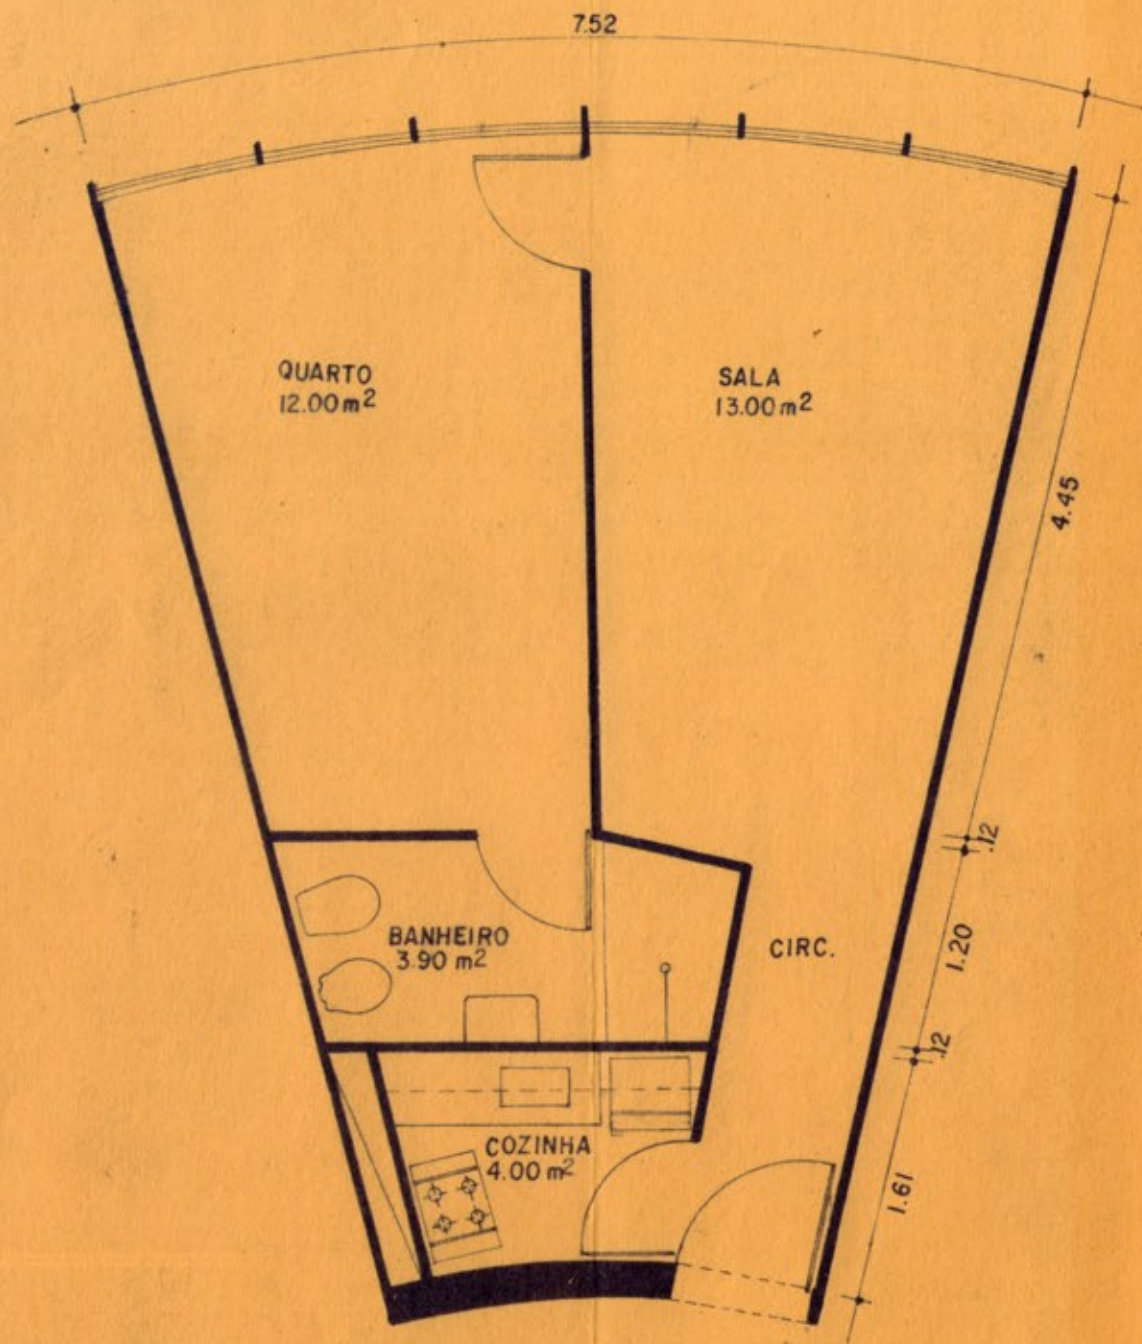 7.52
QUARTO
12.00 m²
SALA
13.00 m²
4.45
.12
BANHEIRO
3.90 m²
CIRC.
1.20
.12
COZINHA
4.00 m²
1.61